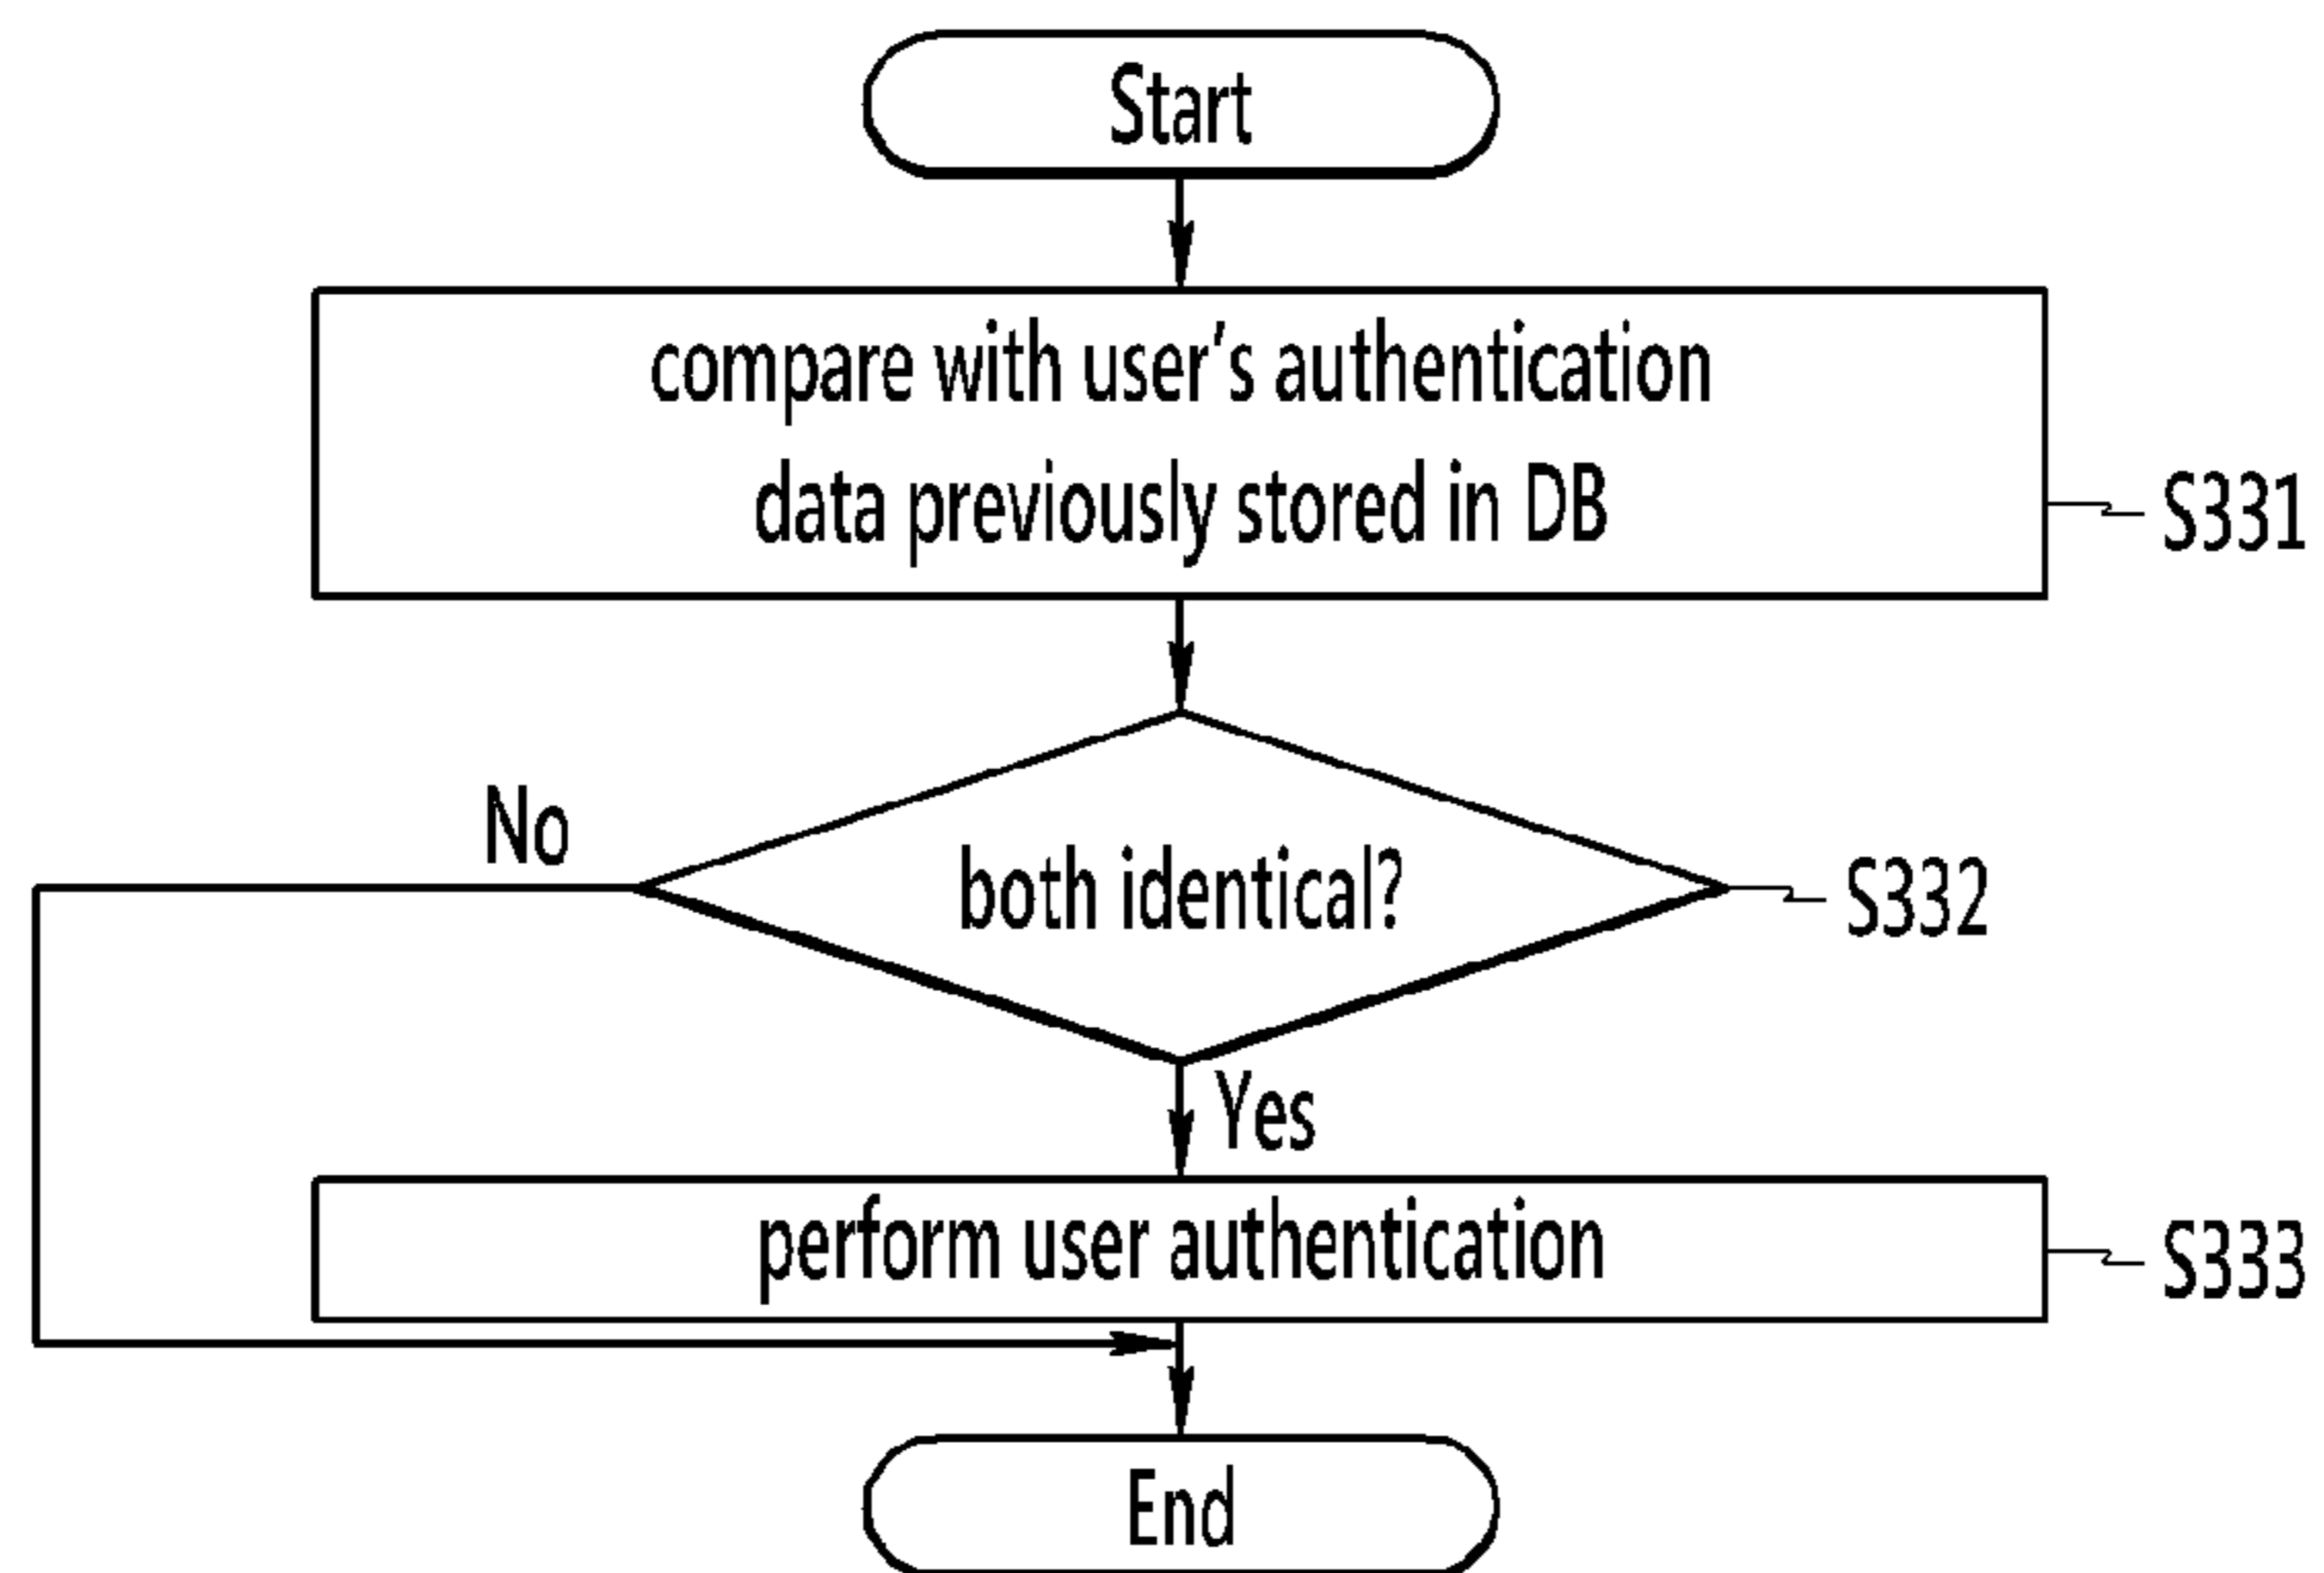 Start
compare with user's authentication
data previously stored in DB
S331
No
both identical?
S332
Yes
perform user authentication
S333
End